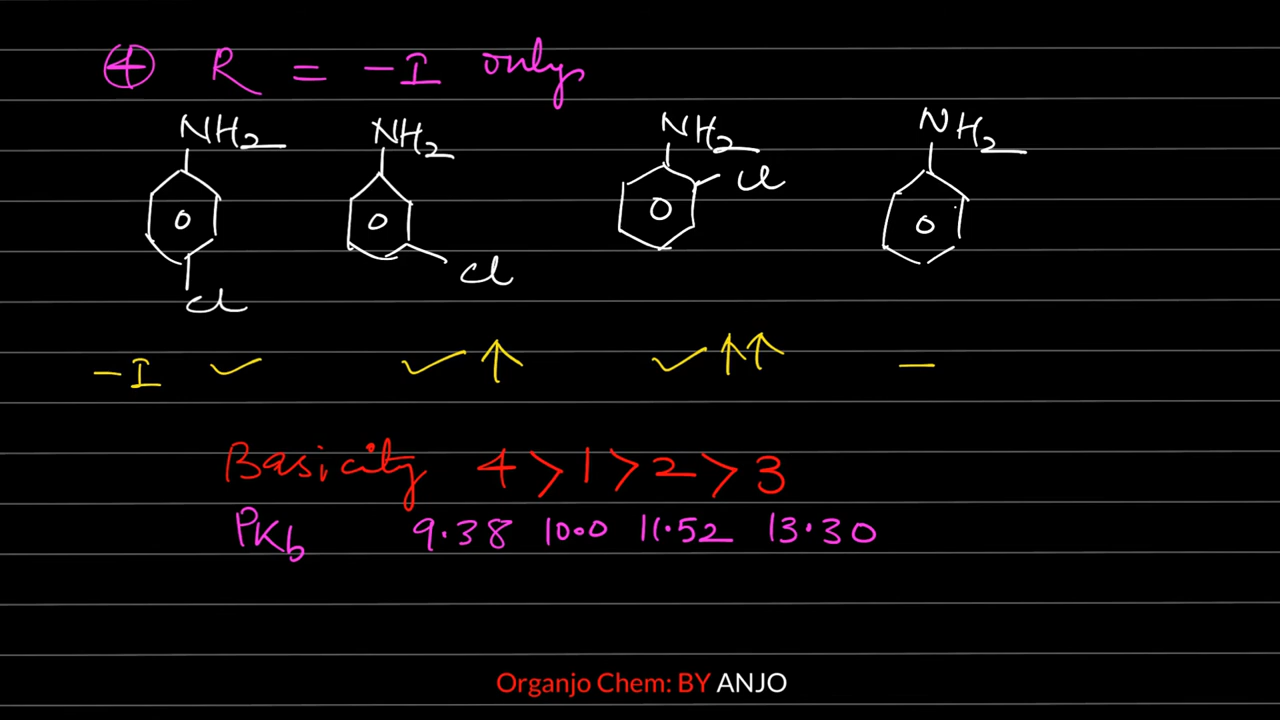 ④ R = -I only
NH2 NH2 NH2 NH2
Cl
Cl
Cl
-I ✓ ✓↑ ✓↑↑ —
Basicity 4 > 1 > 2 > 3
PKb 9.38 10.0 11.52 13.30
Organjo Chem: BY ANJO